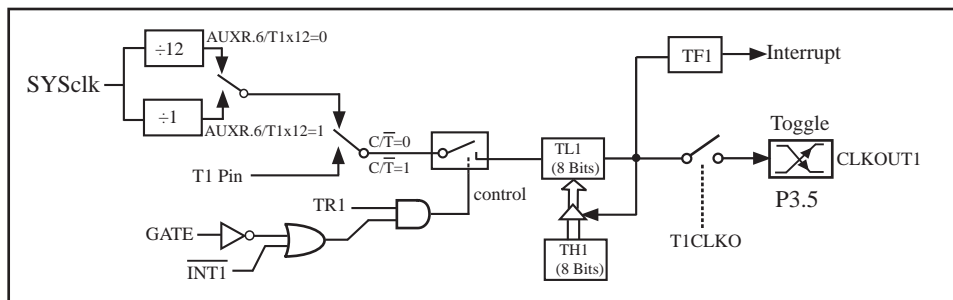 AUXR.6/T1x12=0
÷12
SYSclk
÷1
AUXR.6/T1x12=1
T1 Pin
C/T̅=0
C/T̅=1
TR1
control
GATE
I̅N̅T̅1̅
TL1
(8 Bits)
TH1
(8 Bits)
TF1
Interrupt
Toggle
CLKOUT1
P3.5
T1CLKO